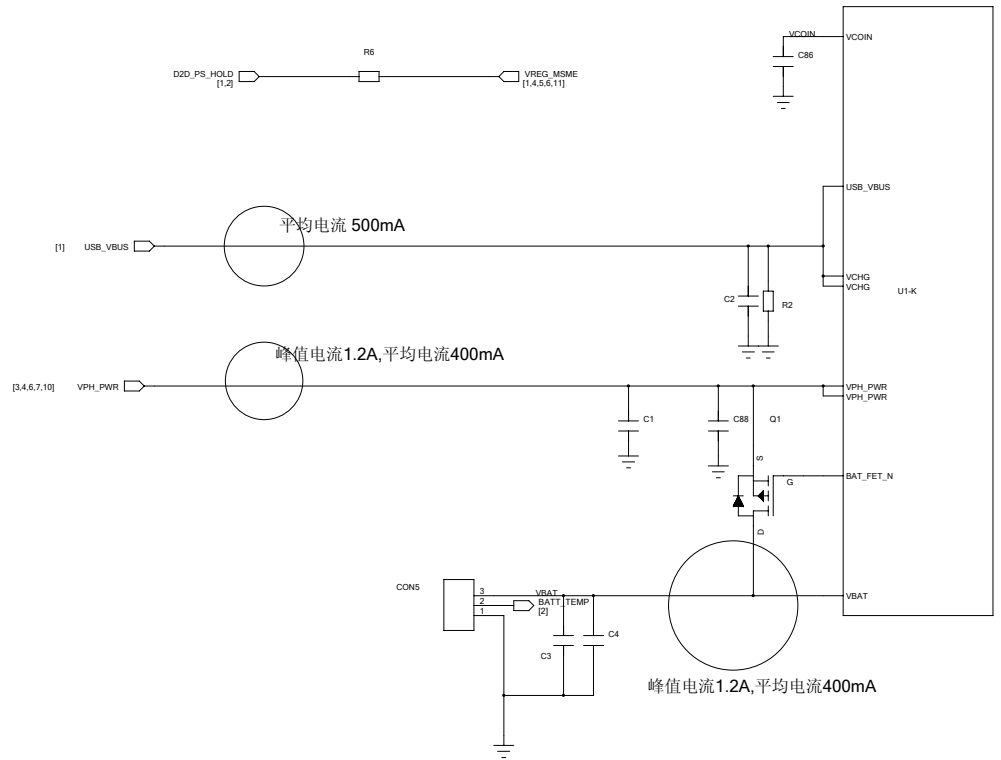 VCOIN
VCOIN
C86
R6
D2D_PS_HOLD
[1,2]
VREG_MSME
[1,4,5,6,11]
USB_VBUS
平均电流 500mA
[1] USB_VBUS
VCHG
VCHG
U1-K
C2
R2
峰值电流1.2A,平均电流400mA
[3,4,6,7,10] VPH_PWR
VPH_PWR
VPH_PWR
C1
C88
Q1
S
G
BAT_FET_N
D
CON5
3
2
1
VBAT
BATT_TEMP
[2]
VBAT
C3
C4
峰值电流1.2A,平均电流400mA